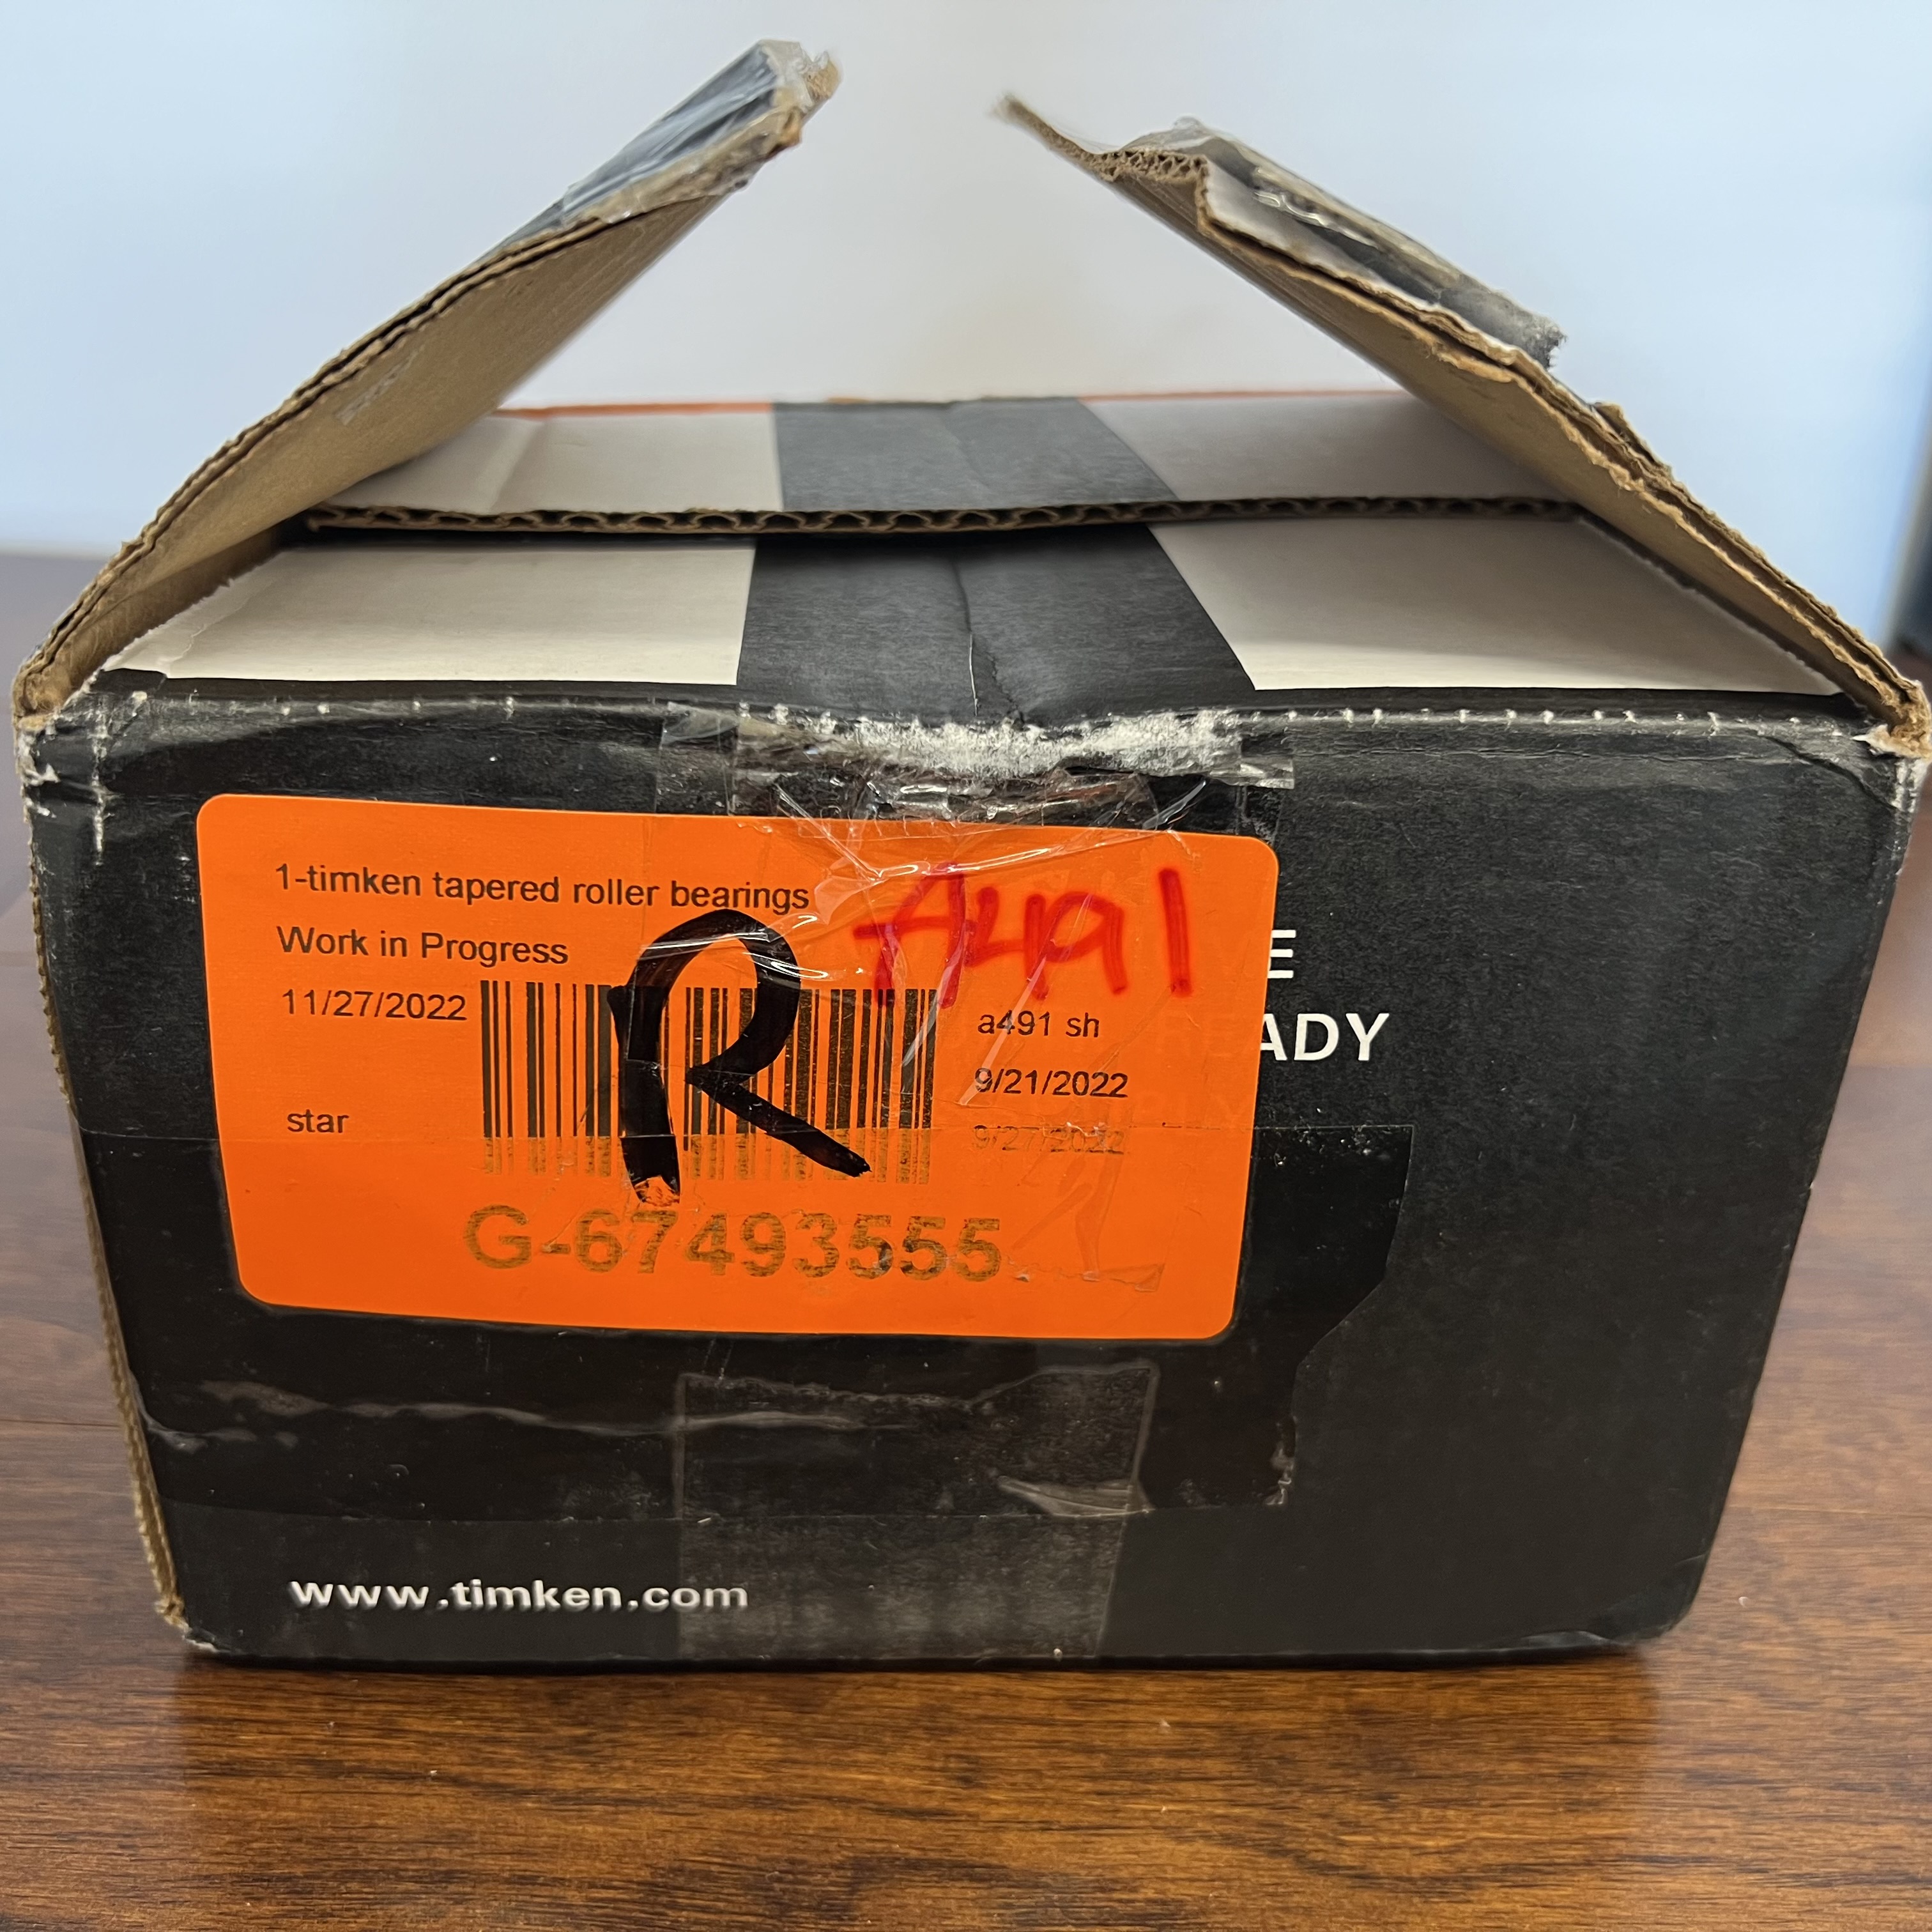 1-timken tapered roller bearings
A491
Work in Progress
R
11/27/2022
a491 sh
9/21/2022
star
9/27/2022
G-67493555
E
READY
www.timken.com